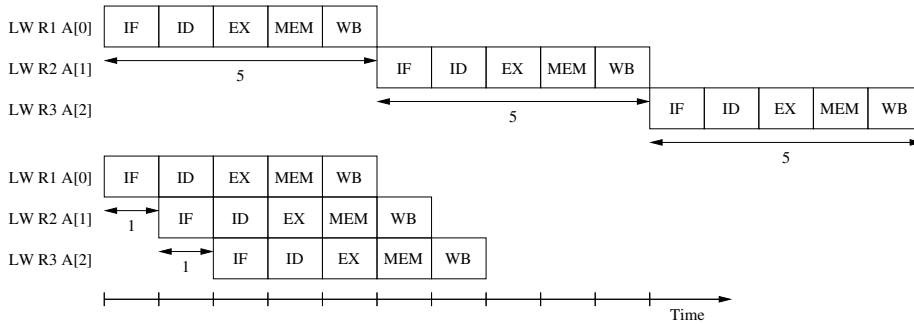 LW R1 A[0] IF ID EX MEM WB
5
LW R2 A[1] IF ID EX MEM WB
5
LW R3 A[2] IF ID EX MEM WB
5
LW R1 A[0] IF ID EX MEM WB
1
LW R2 A[1] IF ID EX MEM WB
1
LW R3 A[2] IF ID EX MEM WB
Time